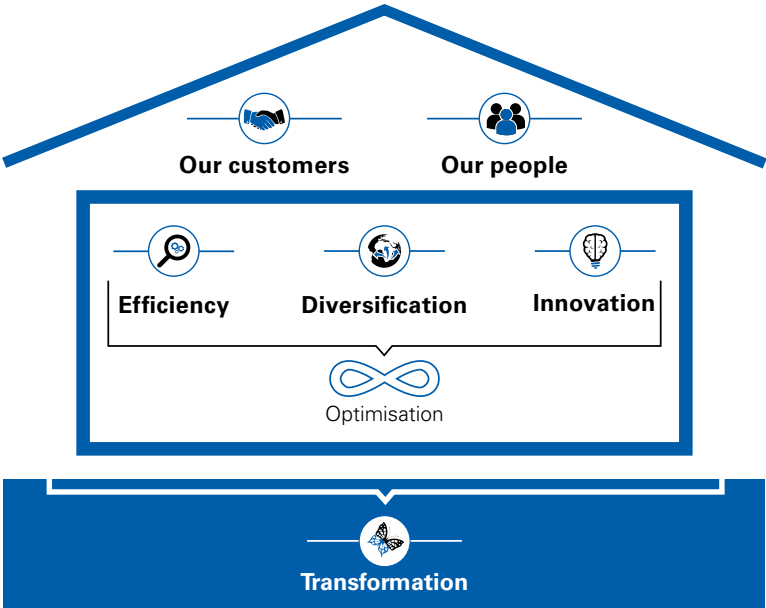 Our customers
Our people
Efficiency
Diversification
Innovation
Optimisation
Transformation